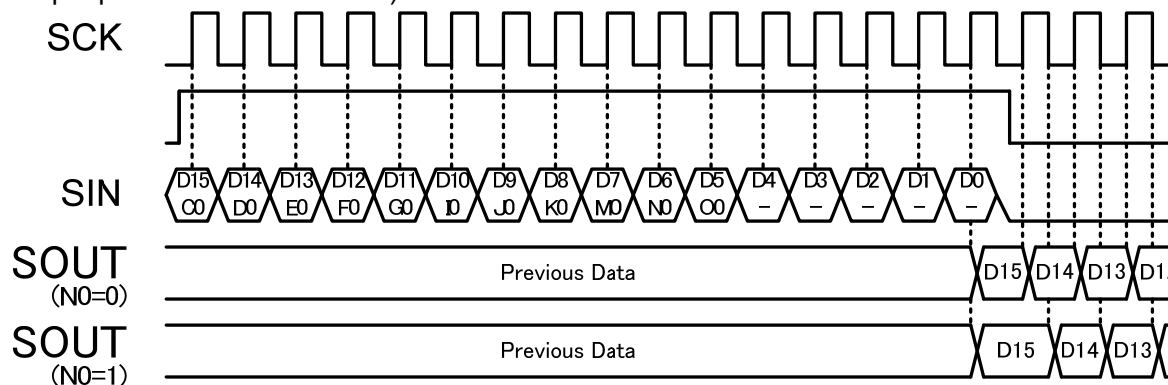 SCK
SIN
D15 D14 D13 D12 D11 D10 D9 D8 D7 D6 D5 D4 D3 D2 D1 D0
C0 D0 E0 F0 G0 I0 J0 K0 M0 N0 O0 - - - - -
SOUT
(N0=0)
Previous Data
D15 D14 D13
SOUT
(N0=1)
Previous Data
D15 D14 D13